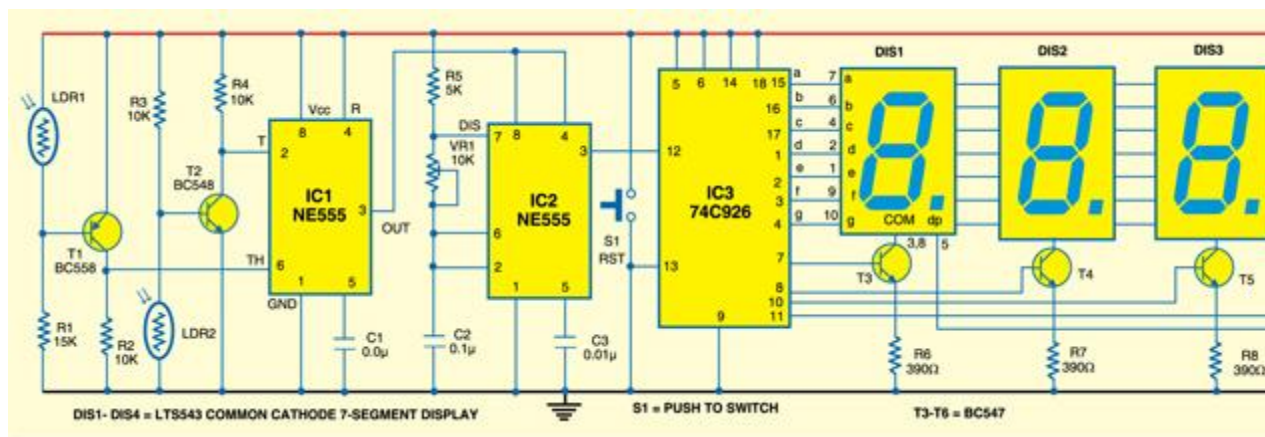 DIS1
DIS2
DIS3
LDR1
R3
10K
R4
10K
Vcc
R
8
4
T
2
T2
BC548
IC1
NE555
3
OUT
T1
BC558
TH
6
GND
1
5
R1
15K
R2
10K
LDR2
C1
0.0µ
R5
5K
DIS
7
8
4
VR1
10K
IC2
NE555
3
6
2
1
5
C2
0.1µ
C3
0.01µ
S1
RST
5
6
14
18
15
16
17
1
2
3
4
12
13
IC3
74C926
7
8
10
11
9
a
b
c
d
e
f
g
7
6
4
2
1
9
10
a
b
c
d
e
f
g
COM
dp
3,8
5
T3
T4
T5
R6
390Ω
R7
390Ω
R8
390Ω
DIS1- DIS4 = LTS543 COMMON CATHODE 7-SEGMENT DISPLAY
S1 = PUSH TO SWITCH
T3-T6 = BC547